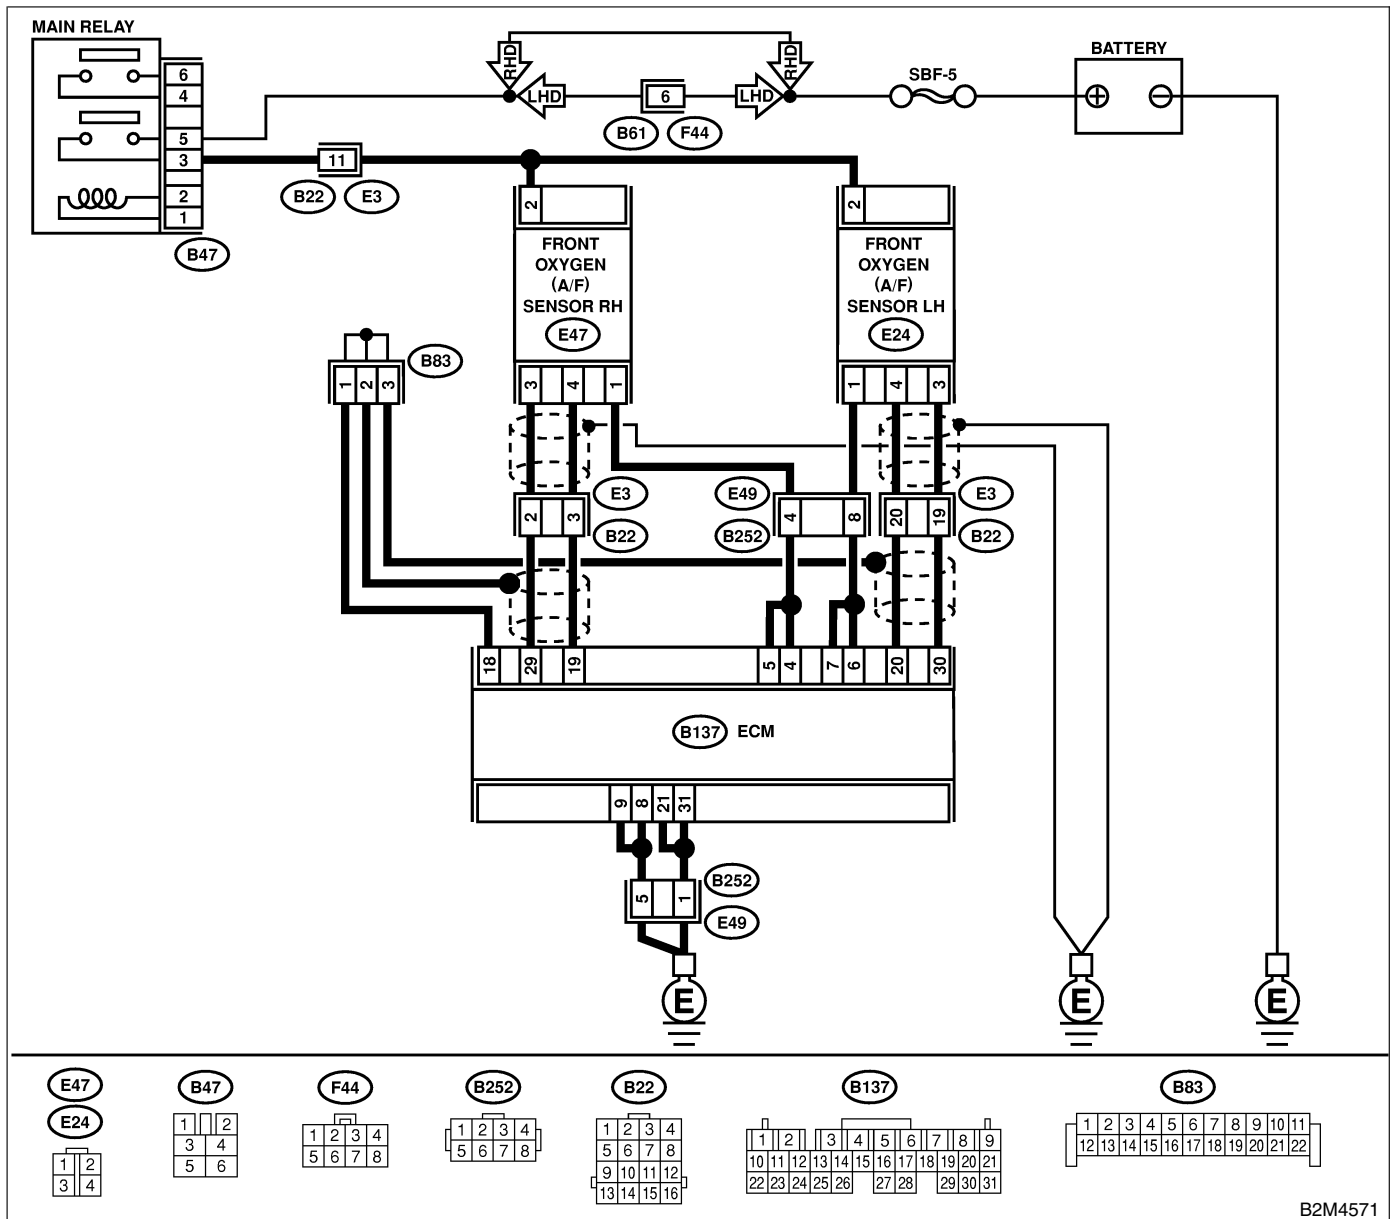 MAIN RELAY
6
4
5
3
2
1
B47
RHD
RHD
LHD
6
LHD
B61
F44
SBF-5
BATTERY
+
−
11
B22
E3
2
FRONT
OXYGEN
(A/F)
SENSOR RH
E47
3
4
1
2
FRONT
OXYGEN
(A/F)
SENSOR LH
E24
1
4
3
B83
1
2
3
E3
B22
2
3
E49
B252
4
8
20
19
E3
B22
18
29
19
5
4
7
6
20
30
B137 ECM
9
8
21
31
5
1
B252
E49
E
E
E
E47
E24
1 2
3 4
B47
1 2
3 4
5 6
F44
1 2 3 4
5 6 7 8
B252
1 2 3 4
5 6 7 8
B22
1 2 3 4
5 6 7 8
9 10 11 12
13 14 15 16
B137
1 2 3 4 5 6 7 8 9
10 11 12 13 14 15 16 17 18 19 20 21
22 23 24 25 26 27 28 29 30 31
B83
1 2 3 4 5 6 7 8 9 10 11
12 13 14 15 16 17 18 19 20 21 22
B2M4571